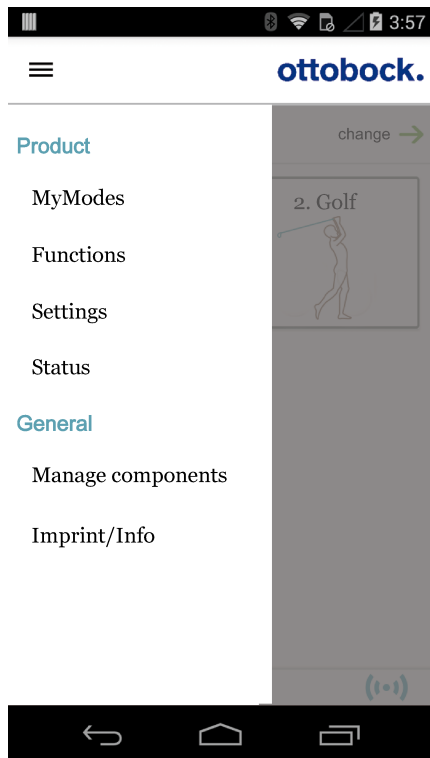 3:57
ottobock.
Product
change
MyModes
2. Golf
Functions
Settings
Status
General
Manage components
Imprint/Info